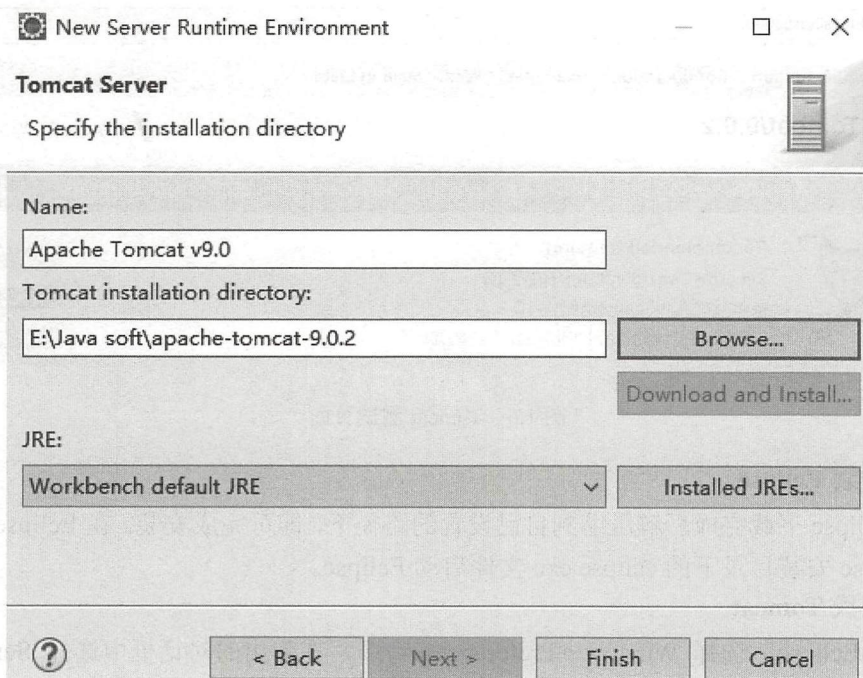 New Server Runtime Environment
Tomcat Server
Specify the installation directory
Name:
Apache Tomcat v9.0
Tomcat installation directory:
E:\Java soft\apache-tomcat-9.0.2
Browse...
Download and Install...
JRE:
Workbench default JRE
Installed JREs...
< Back
Next >
Finish
Cancel